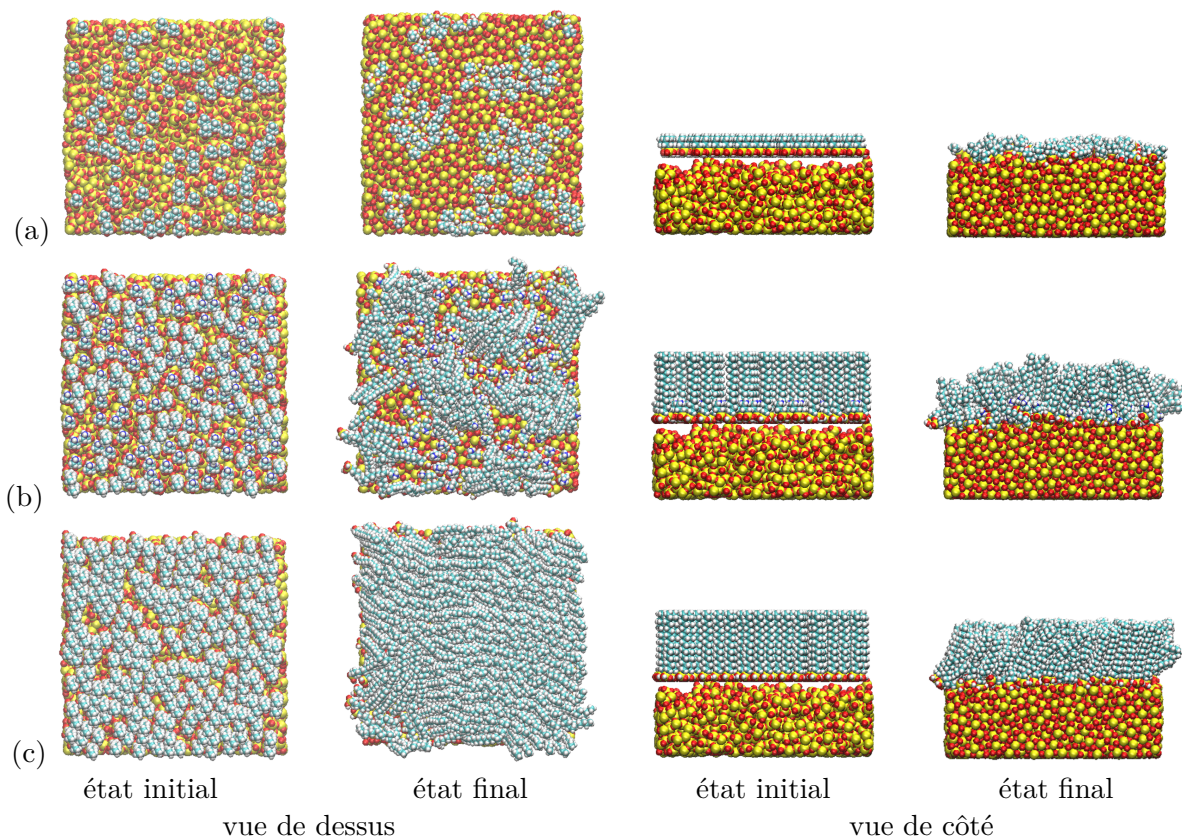 (a)
(b)
(c)
état initial état final état initial état final
vue de dessus vue de côté